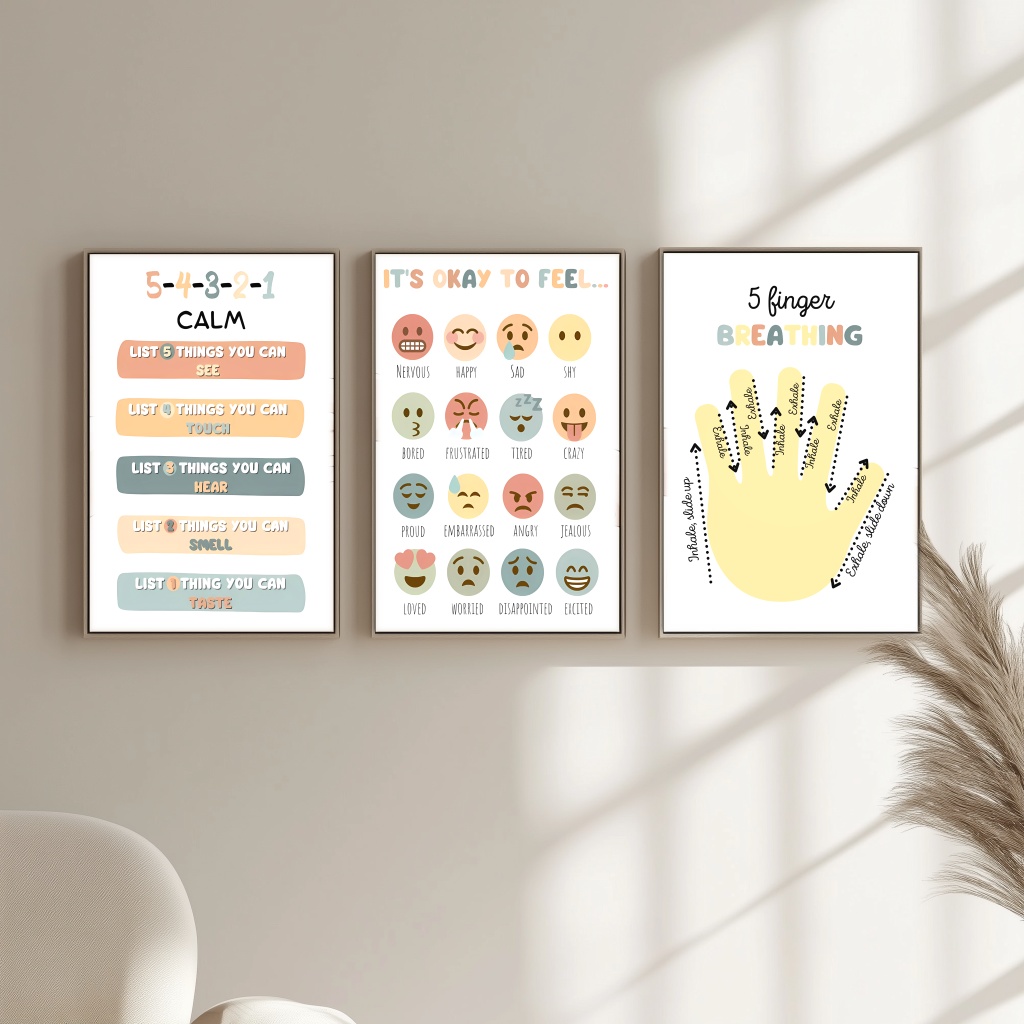 5-4-3-2-1
CALM
LIST 5 THINGS YOU CAN
SEE
LIST 4 THINGS YOU CAN
TOUCH
LIST 3 THINGS YOU CAN
HEAR
LIST 2 THINGS YOU CAN
SMELL
LIST 1 THING YOU CAN
TASTE
IT'S OKAY TO FEEL...
NERVOUS HAPPY SAD SHY
BORED FRUSTRATED TIRED CRAZY
ZZZ
PROUD EMBARRASSED ANGRY JEALOUS
LOVED WORRIED DISAPPOINTED EXCITED
5 finger
BREATHING
Inhale, slide up
Exhale
Inhale
Exhale
Inhale
Exhale
Inhale
Exhale
Inhale
Exhale, slide down